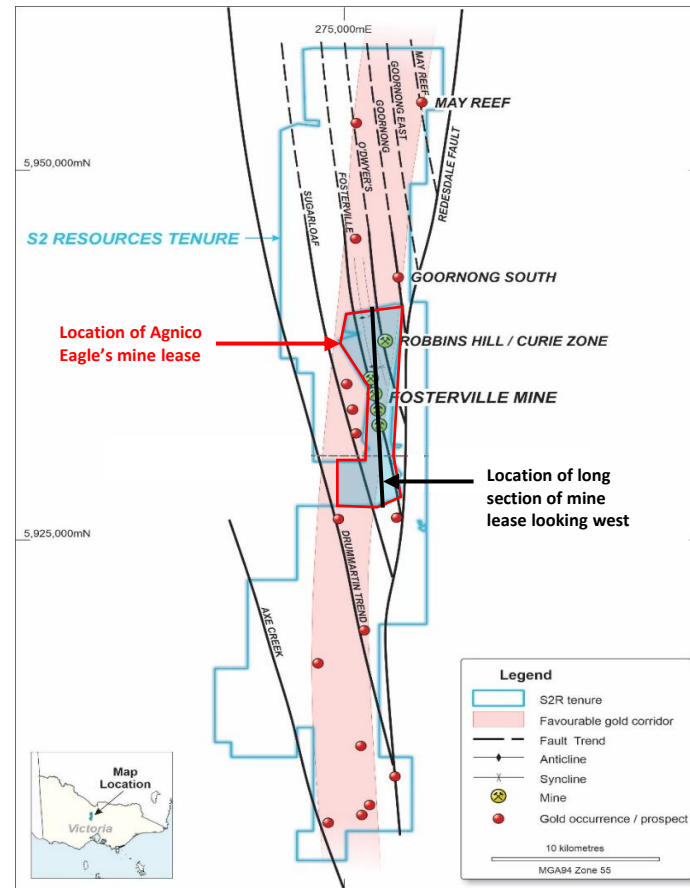 275,000mE
MAY REEF
GOORNONG EAST
GOORNONG
O'DWYER'S
FOSTERVILLE
SUGARLOAF
REDESDALE FAULT
MAY REEF
5,950,000mN
S2 RESOURCES TENURE
GOORNONG SOUTH
Location of Agnico
Eagle's mine lease
ROBBINS HILL / CURIE ZONE
FOSTERVILLE MINE
Location of long
section of mine
lease looking west
5,925,000mN
DRUMMARTIN TREND
AXE CREEK
Legend
S2R tenure
Favourable gold corridor
Fault Trend
Anticline
Syncline
Mine
Gold occurrence / prospect
10 kilometres
MGA94 Zone 55
Map
Location
Victoria